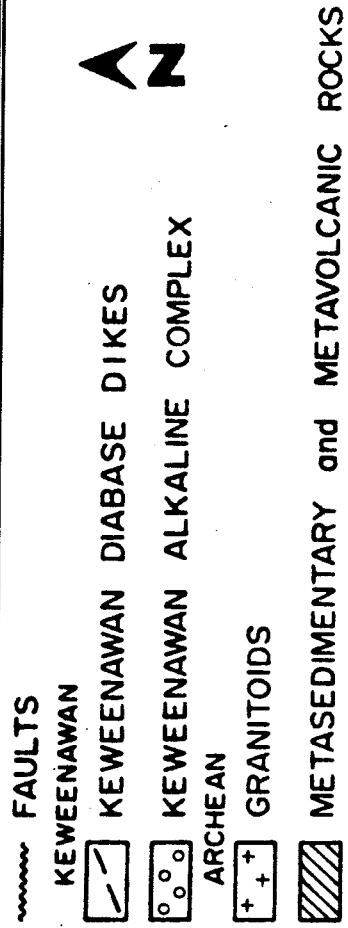 N
FAULTS
KEWEENAWAN
KEWEENAWAN DIABASE DIKES
KEWEENAWAN ALKALINE COMPLEX
ARCHEAN
GRANITOIDS
METASEDIMENTARY and METAVOLCANIC ROCKS